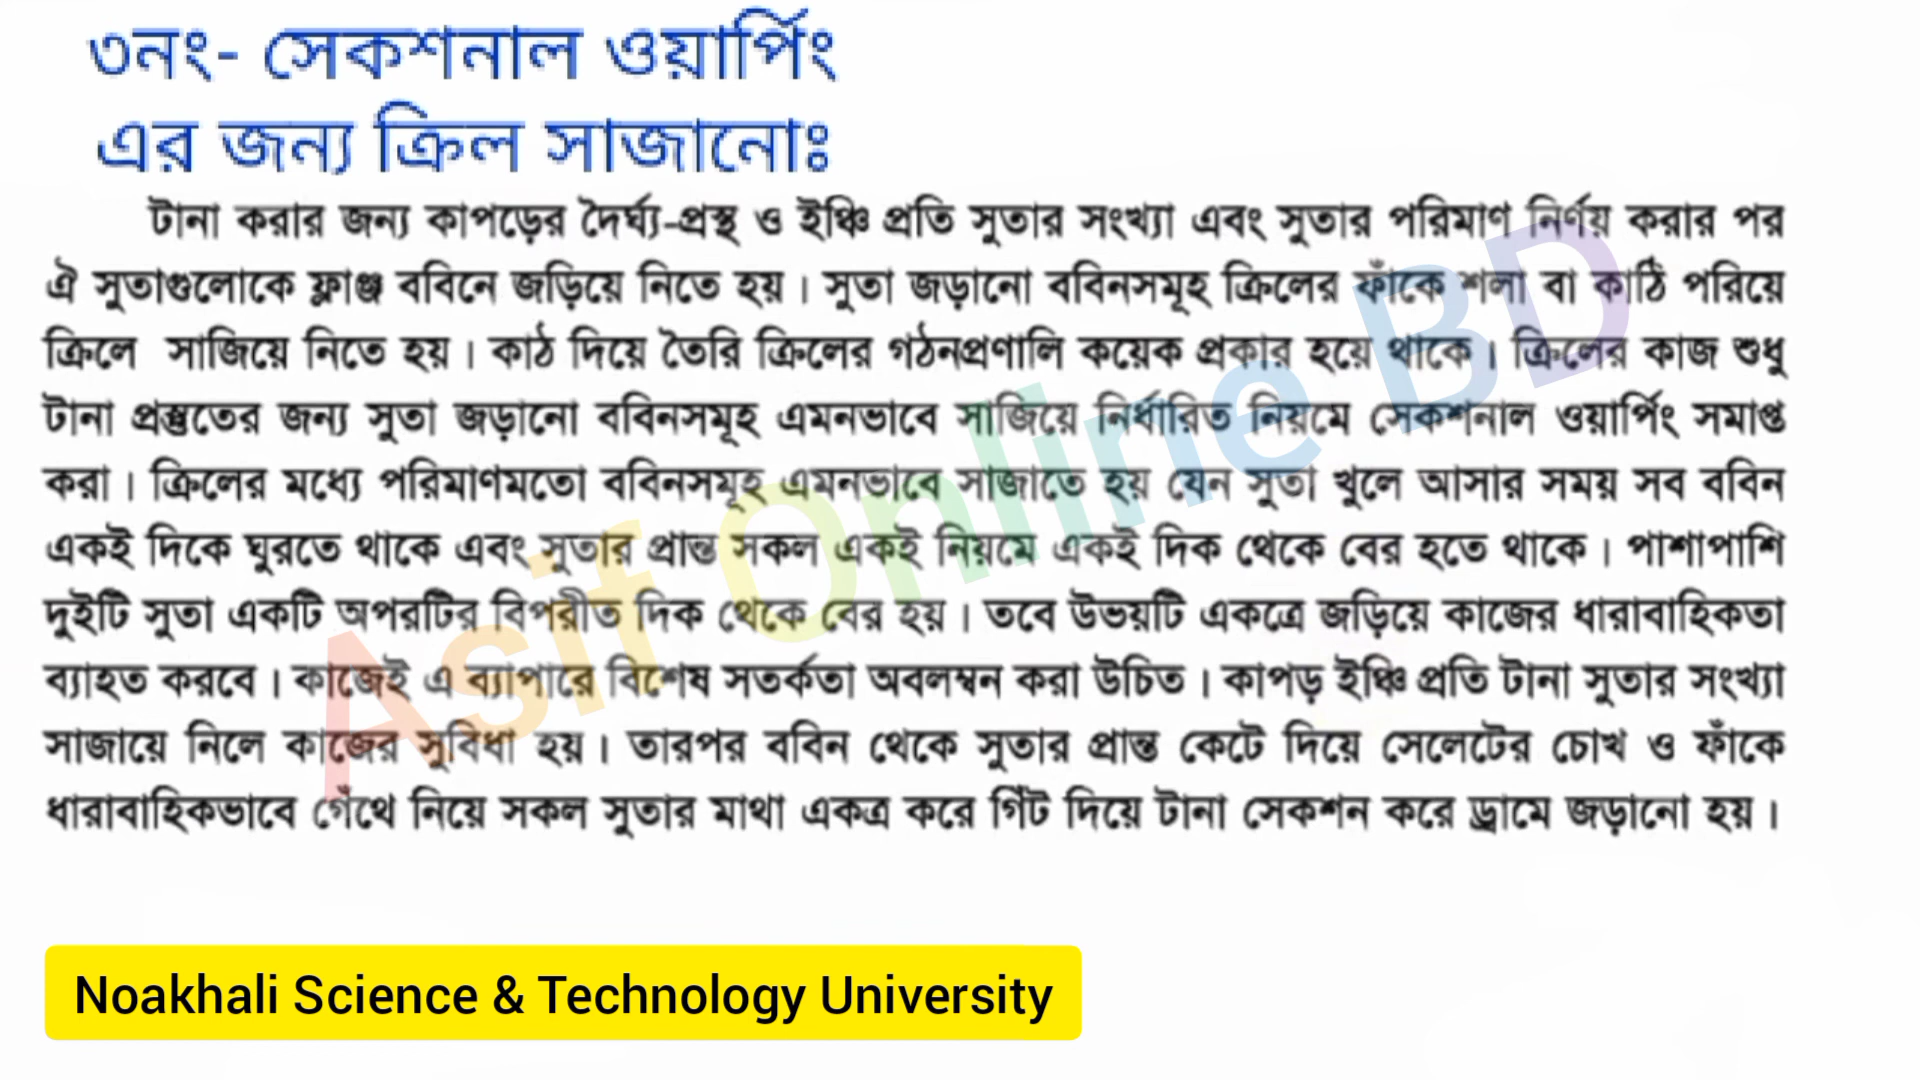 ৩নং- সেকশনাল ওয়ার্পিং
এর জন্য ক্রিল সাজানোঃ
টানা করার জন্য কাপড়ের দৈর্ঘ্য-প্রস্থ ও ইঞ্চি প্রতি সুতার সংখ্যা এবং সুতার পরিমাণ নির্ণয় করার পর
ঐ সুতাগুলোকে ফ্লাঞ্জ ববিনে জড়িয়ে নিতে হয়। সুতা জড়ানো ববিনসমূহ ক্রিলের ফাঁকে শলা বা কাঠি পরিয়ে
ক্রিলে সাজিয়ে নিতে হয়। কাঠ দিয়ে তৈরি ক্রিলের গঠনপ্রণালি কয়েক প্রকার হয়ে থাকে। ক্রিলের কাজ শুধু
টানা প্রস্তুতের জন্য সুতা জড়ানো ববিনসমূহ এমনভাবে সাজিয়ে নির্ধারিত নিয়মে সেকশনাল ওয়ার্পিং সমাপ্ত
করা। ক্রিলের মধ্যে পরিমাণমতো ববিনসমূহ এমনভাবে সাজাতে হয় যেন সুতা খুলে আসার সময় সব ববিন
একই দিকে ঘুরতে থাকে এবং সুতার প্রান্ত সকল একই নিয়মে একই দিক থেকে বের হতে থাকে। পাশাপাশি
দুইটি সুতা একটি অপরটির বিপরীত দিক থেকে বের হয়। তবে উভয়টি একত্রে জড়িয়ে কাজের ধারাবাহিকতা
ব্যাহত করবে। কাজেই এ ব্যাপারে বিশেষ সতর্কতা অবলম্বন করা উচিত। কাপড় ইঞ্চি প্রতি টানা সুতার সংখ্যা
সাজায়ে নিলে কাজের সুবিধা হয়। তারপর ববিন থেকে সুতার প্রান্ত কেটে দিয়ে সেলেটের চোখ ও ফাঁকে
ধারাবাহিকভাবে গেঁথে নিয়ে সকল সুতার মাথা একত্র করে গিঁট দিয়ে টানা সেকশন করে ড্রামে জড়ানো হয়।
Asif Online BD
Noakhali Science & Technology University